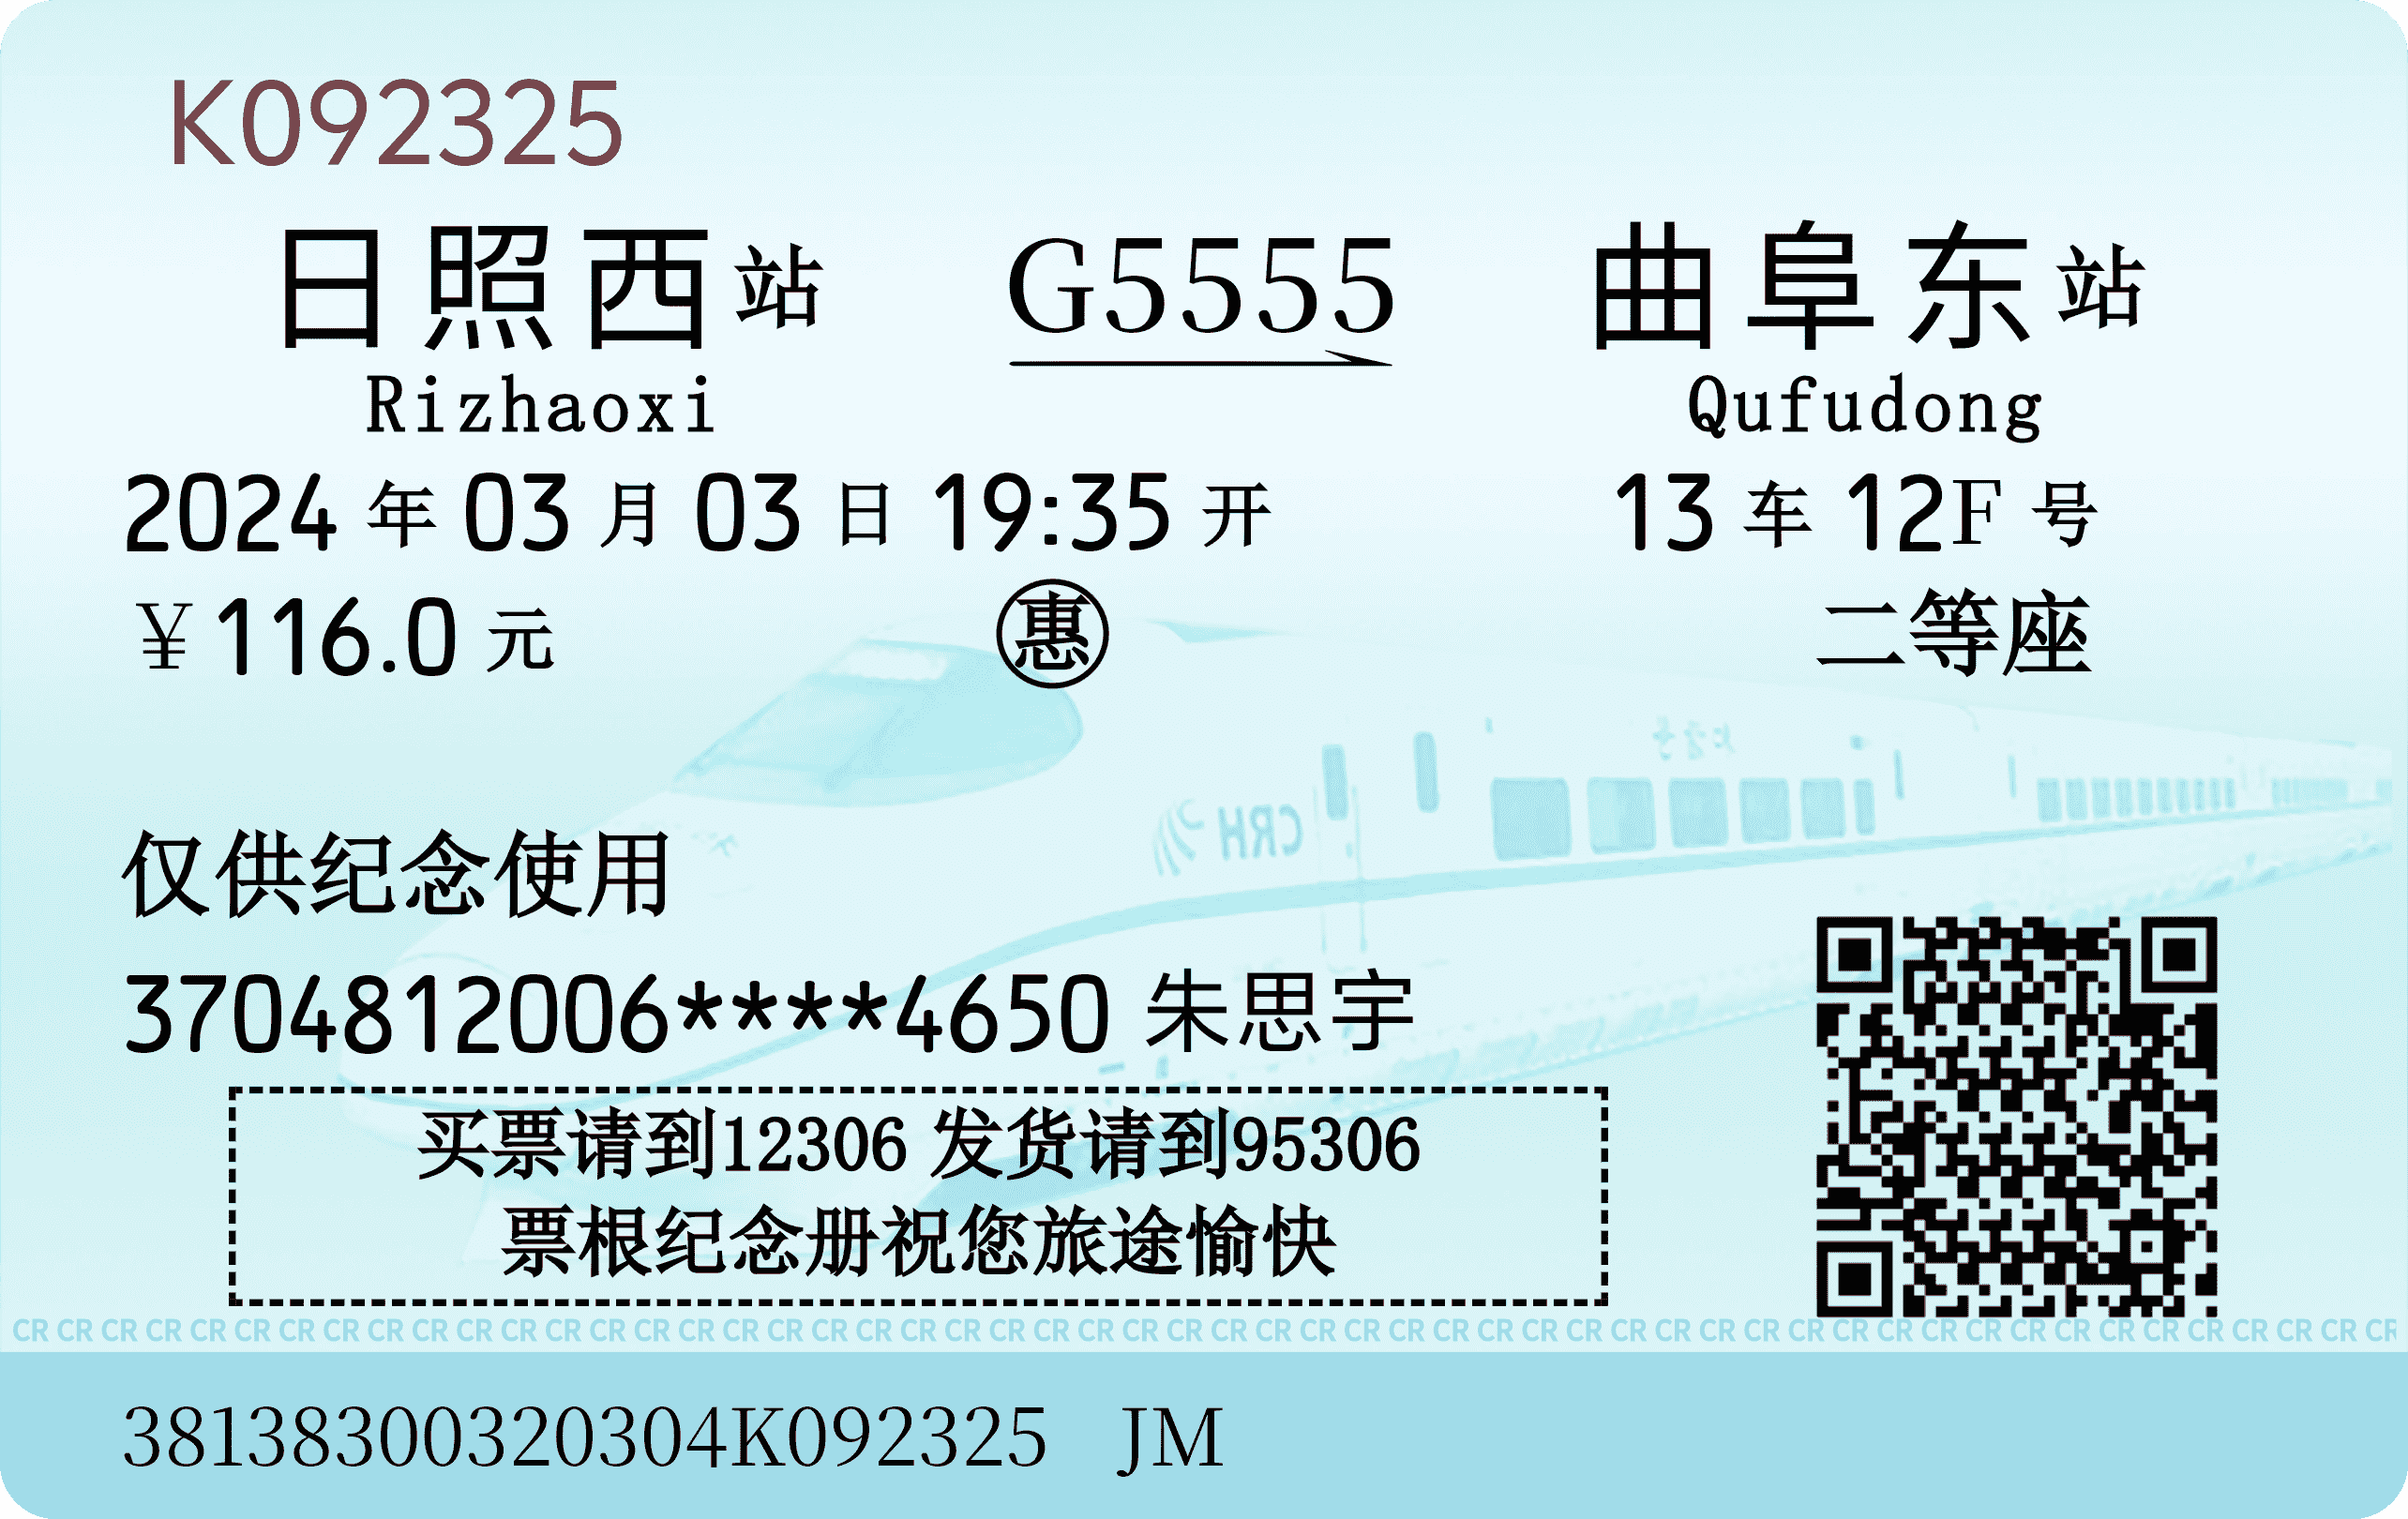 K092325
日照西站 G5555 曲阜东站
Rizhaoxi Qufudong
2024年03月03日19:35开 13车12F号
¥116.0元 惠 二等座
CRH
仅供纪念使用
3704812006****4650 朱思宇
买票请到12306 发货请到95306
票根纪念册祝您旅途愉快
CR CR CR CR CR CR CR CR CR CR CR CR CR CR CR CR CR CR CR CR CR CR CR CR CR CR CR CR CR CR CR CR CR CR CR CR CR CR CR CR CR CR CR CR CR CR CR CR CR CR CR CR CR CR
38138300320304K092325 JM